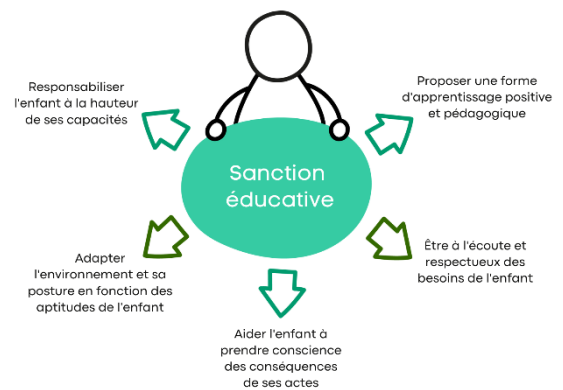 Responsabiliser
l'enfant à la hauteur
de ses capacités
Proposer une forme
d'apprentissage positive
et pédagogique
Sanction
éducative
Adapter
l'environnement et sa
posture en fonction des
aptitudes de l'enfant
Être à l'écoute et
respectueux des
besoins de l'enfant
Aider l'enfant à
prendre conscience
des conséquences
de ses actes